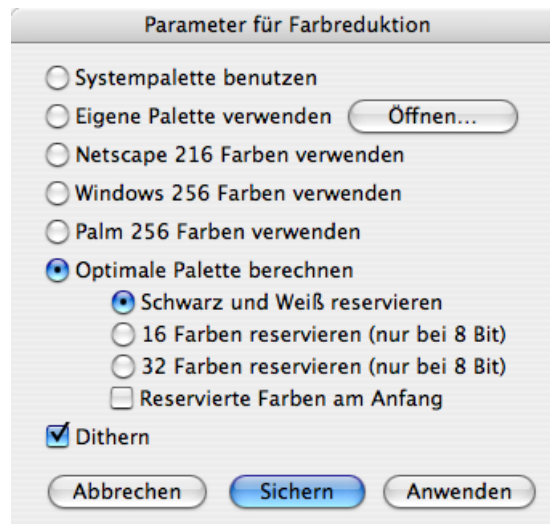 Parameter für Farbreduktion
Systempalette benutzen
Eigene Palette verwenden Öffnen...
Netscape 216 Farben verwenden
Windows 256 Farben verwenden
Palm 256 Farben verwenden
Optimale Palette berechnen
Schwarz und Weiß reservieren
16 Farben reservieren (nur bei 8 Bit)
32 Farben reservieren (nur bei 8 Bit)
Reservierte Farben am Anfang
Dithern
Abbrechen Sichern Anwenden